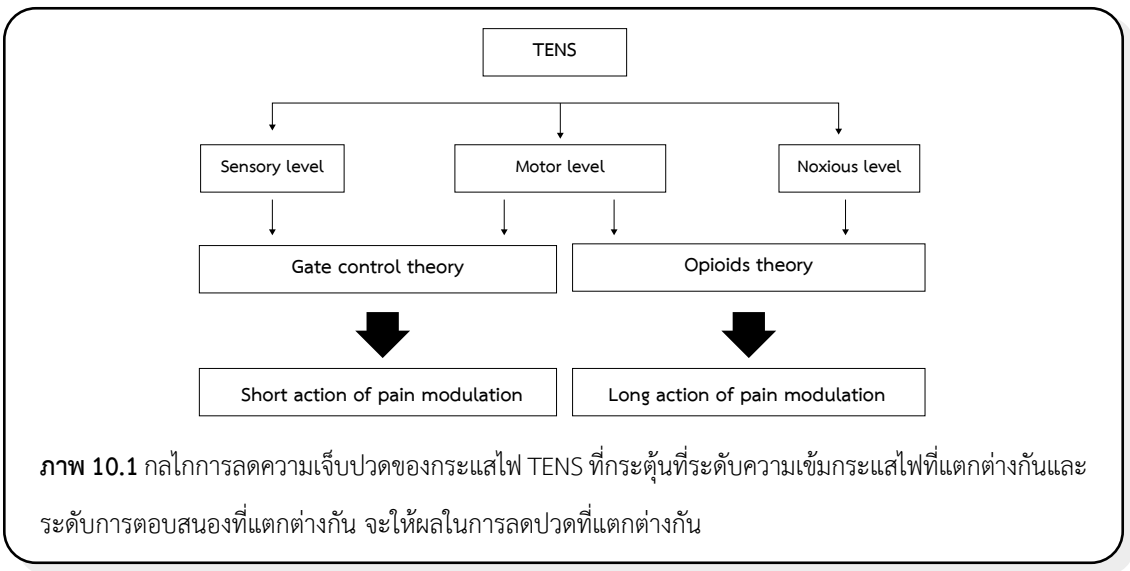 TENS
Sensory level
Motor level
Noxious level
Gate control theory
Opioids theory
Short action of pain modulation
Long action of pain modulation
ภาพ 10.1 กลไกการลดความเจ็บปวดของกระแสไฟ TENS ที่กระตุ้นที่ระดับความเข้มกระแสไฟที่แตกต่างกันและ
ระดับการตอบสนองที่แตกต่างกัน จะให้ผลในการลดปวดที่แตกต่างกัน